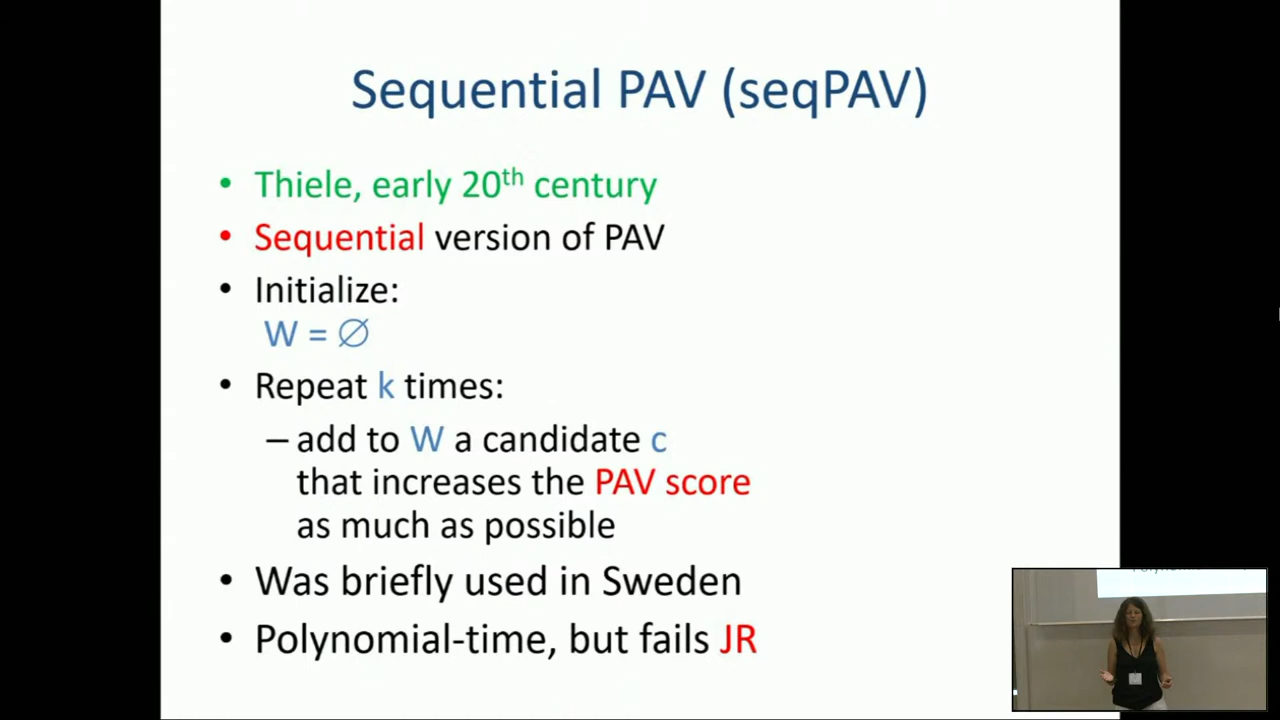 Sequential PAV (seqPAV)
• Thiele, early 20th century
• Sequential version of PAV
• Initialize:
W = ∅
• Repeat k times:
– add to W a candidate c
that increases the PAV score
as much as possible
• Was briefly used in Sweden
• Polynomial-time, but fails JR